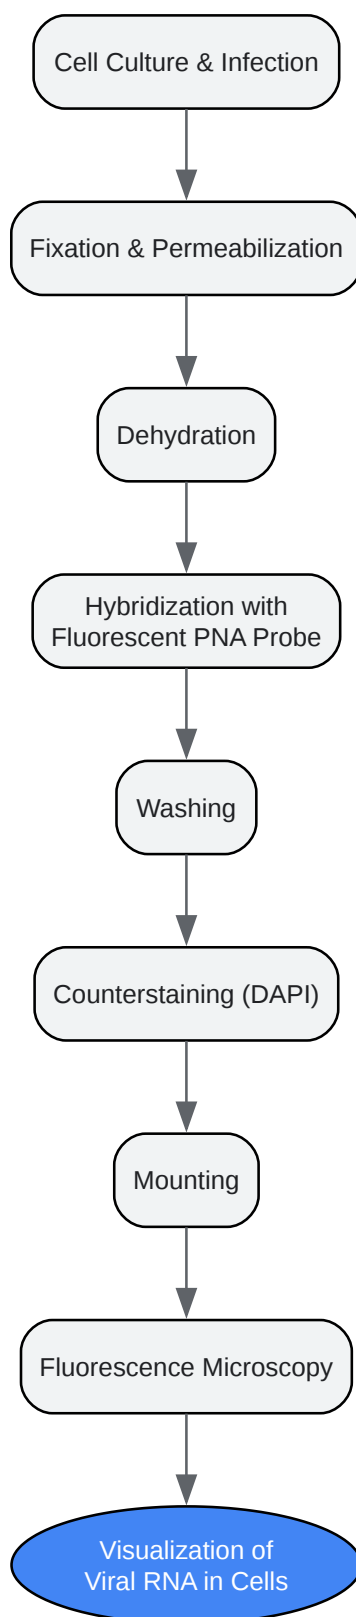 Cell Culture & Infection
Fixation & Permeabilization
Dehydration
Hybridization with
Fluorescent PNA Probe
Washing
Counterstaining (DAPI)
Mounting
Fluorescence Microscopy
Visualization of
Viral RNA in Cells